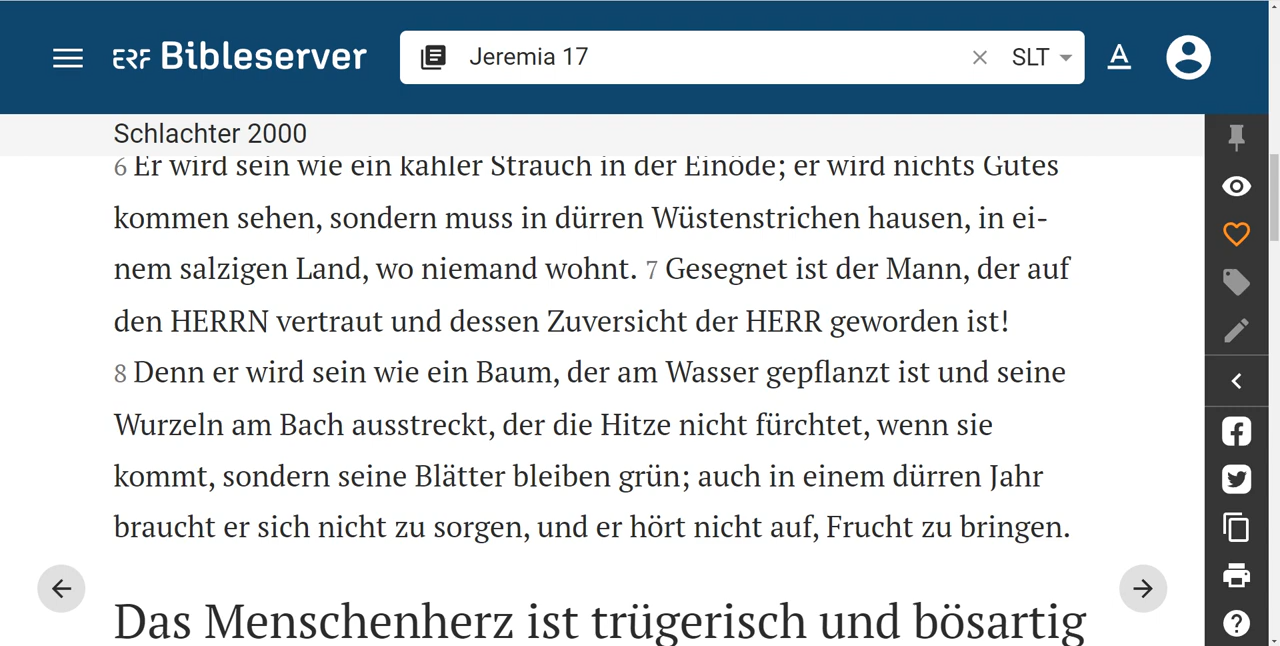 ERF Bibleserver
Jeremia 17
SLT
Schlachter 2000
6 Er wird sein wie ein kahler Strauch in der Einöde; er wird nichts Gutes
kommen sehen, sondern muss in dürren Wüstenstrichen hausen, in ei-
nem salzigen Land, wo niemand wohnt. 7 Gesegnet ist der Mann, der auf
den HERRN vertraut und dessen Zuversicht der HERR geworden ist!
8 Denn er wird sein wie ein Baum, der am Wasser gepflanzt ist und seine
Wurzeln am Bach ausstreckt, der die Hitze nicht fürchtet, wenn sie
kommt, sondern seine Blätter bleiben grün; auch in einem dürren Jahr
braucht er sich nicht zu sorgen, und er hört nicht auf, Frucht zu bringen.
Das Menschenherz ist trügerisch und bösartig